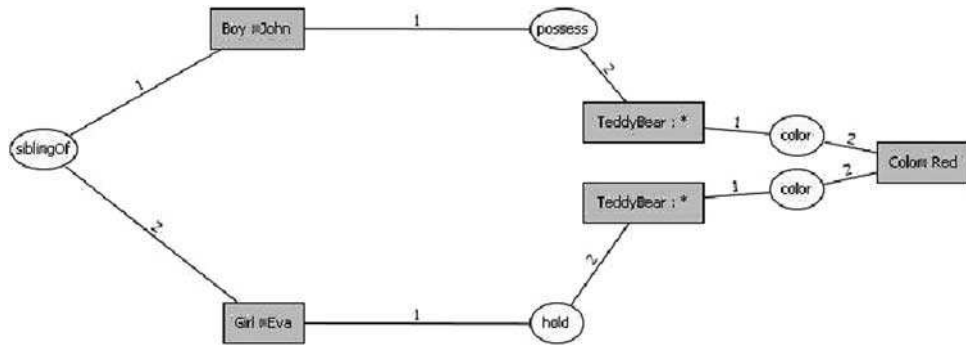 Boy : John
1
possess
1
2
siblingOf
TeddyBear : *
1
color
2
Color: Red
TeddyBear : *
1
color
2
2
2
Girl : Eva
1
hold